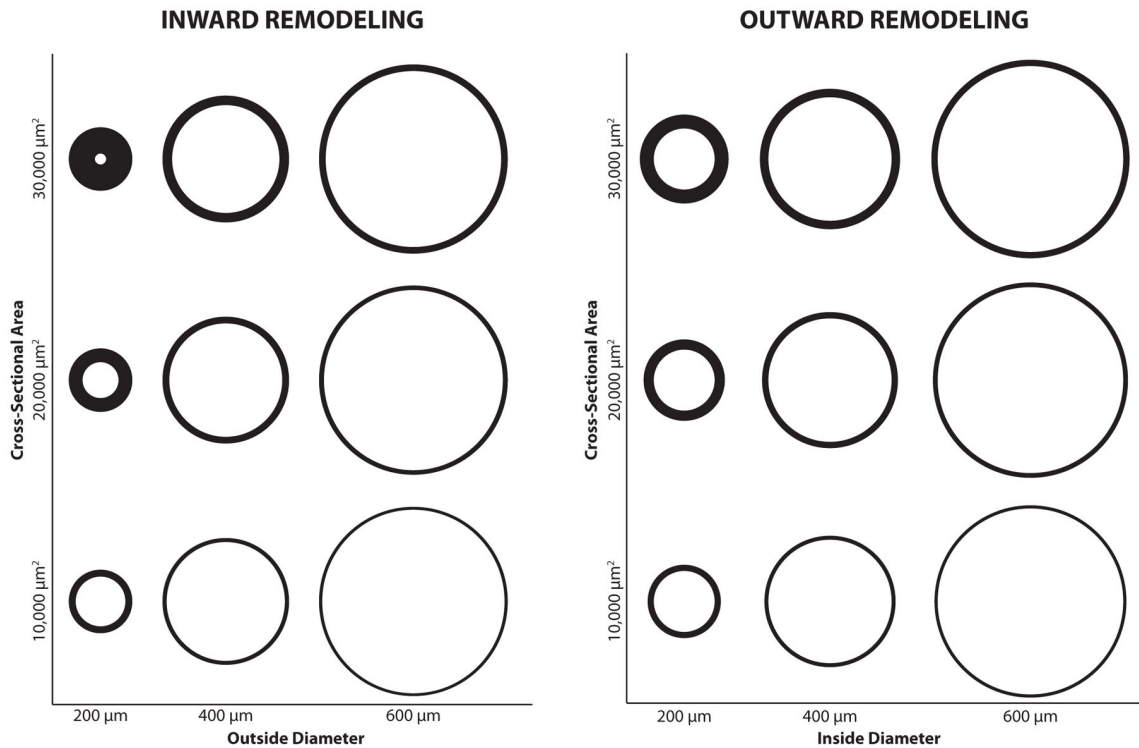 INWARD REMODELING
Cross-Sectional Area
30,000 µm²
20,000 µm²
10,000 µm²
200 µm
400 µm
600 µm
Outside Diameter
OUTWARD REMODELING
Cross-Sectional Area
30,000 µm²
20,000 µm²
10,000 µm²
200 µm
400 µm
600 µm
Inside Diameter